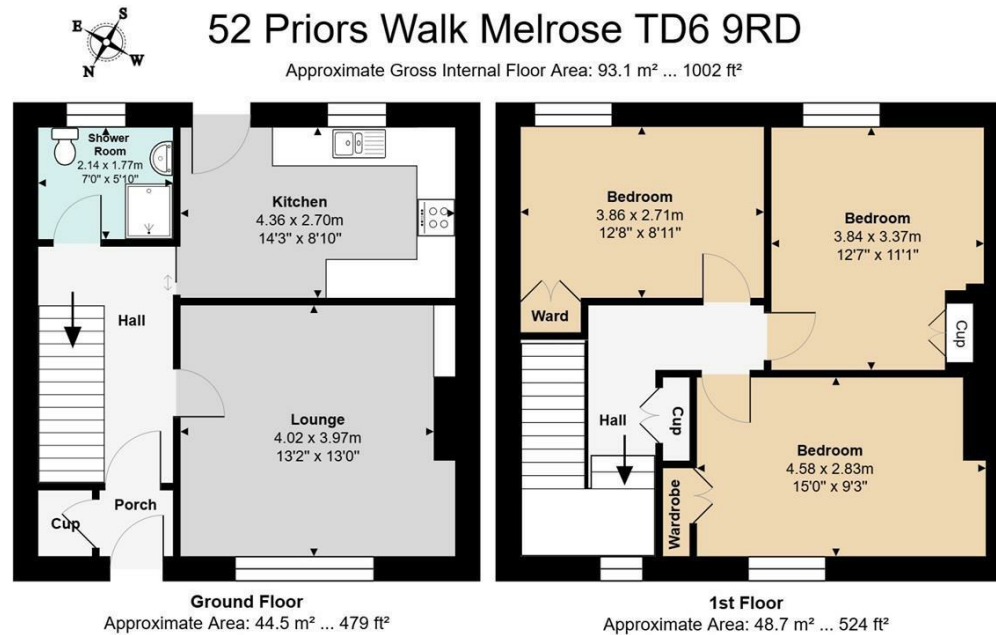 52 Priors Walk Melrose TD6 9RD
Approximate Gross Internal Floor Area: 93.1 m² ... 1002 ft²
S
E
W
N
Shower
Room
2.14 x 1.77m
7'0" x 5'10"
Kitchen
4.36 x 2.70m
14'3" x 8'10"
Hall
Lounge
4.02 x 3.97m
13'2" x 13'0"
Porch
Cup
Ground Floor
Approximate Area: 44.5 m² ... 479 ft²
Bedroom
3.86 x 2.71m
12'8" x 8'11"
Bedroom
3.84 x 3.37m
12'7" x 11'1"
Ward
Cup
Hall
Cup
Bedroom
4.58 x 2.83m
15'0" x 9'3"
Wardrobe
1st Floor
Approximate Area: 48.7 m² ... 524 ft²